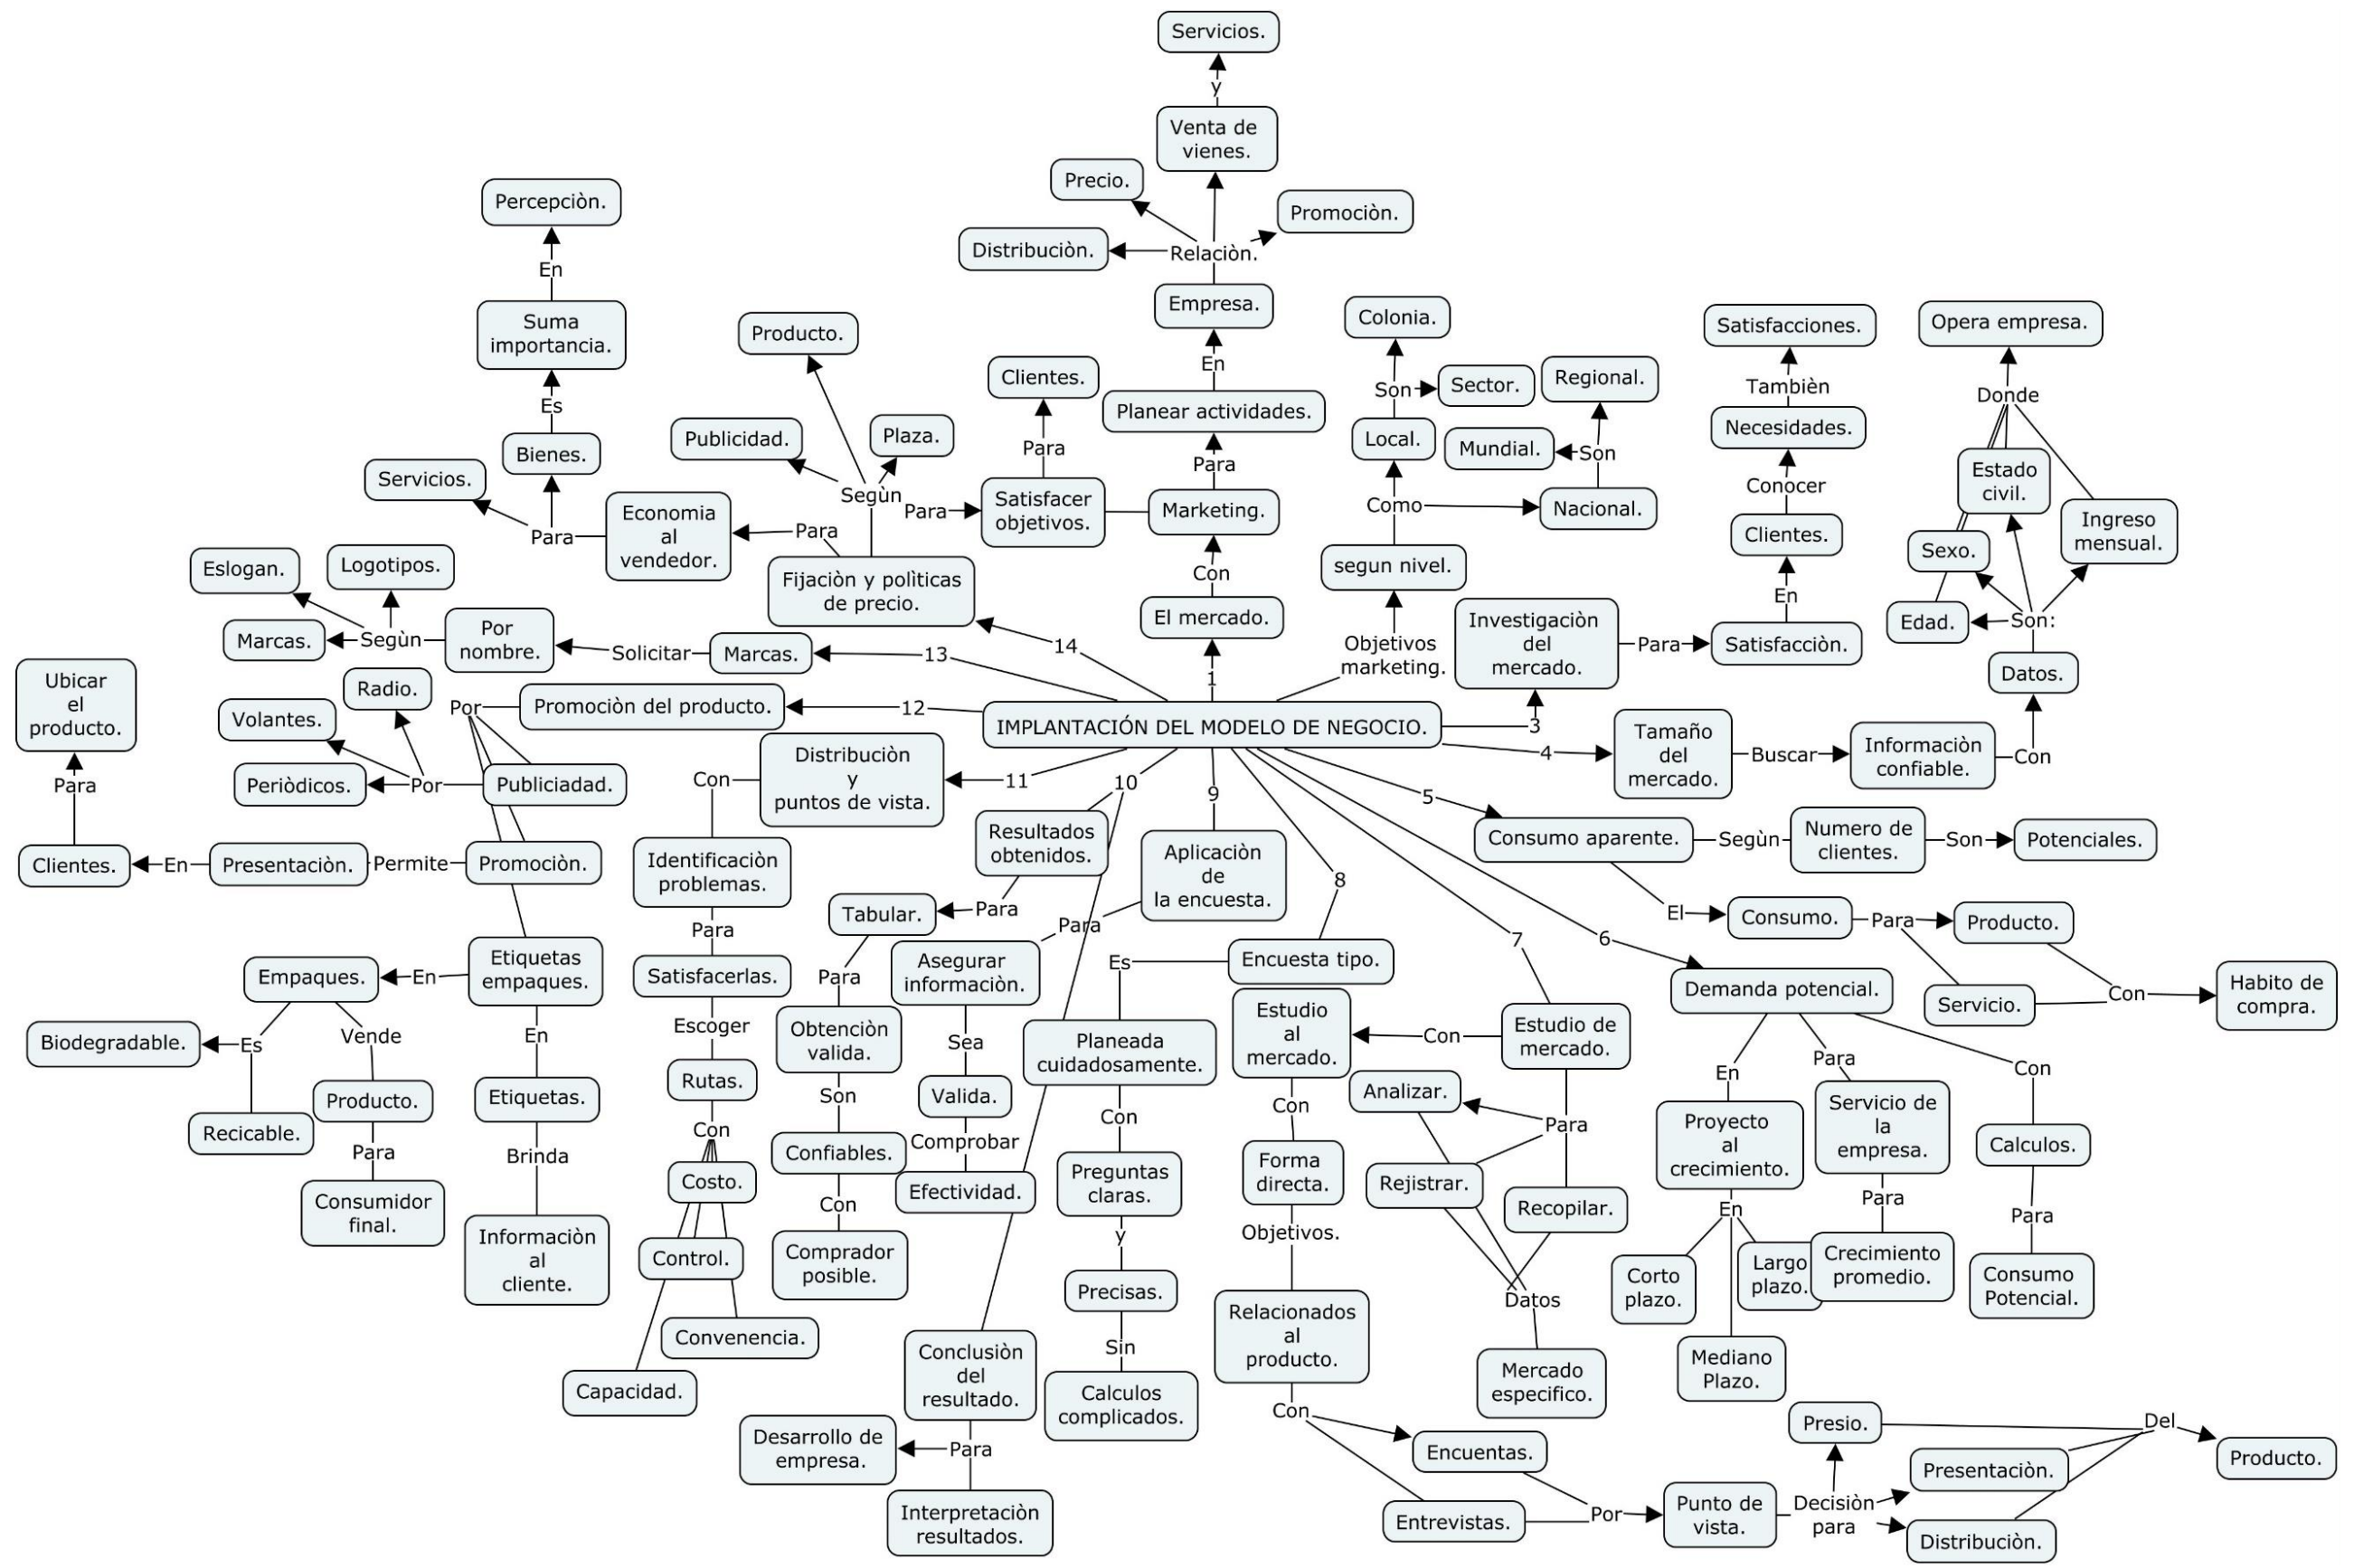 Servicios.
y
Venta de
vienes.
Precio.
Promociòn.
Distribuciòn.
Relaciòn.
Empresa.
En
Planear actividades.
Para
Marketing.
Con
El mercado.
1
Satisfacer
objetivos.
Para
Clientes.
Percepciòn.
En
Suma
importancia.
Es
Bienes.
Servicios.
Para
Economia
al
vendedor.
Para
Producto.
Publicidad.
Plaza.
Segùn
Para
Fijaciòn y polìticas
de precio.
14
Colonia.
Son
Sector.
Local.
Regional.
Mundial.
Son
Como
Nacional.
segun nivel.
Objetivos
marketing.
Satisfacciones.
Tambièn
Necesidades.
Conocer
Clientes.
En
Satisfacciòn.
Para
Investigaciòn
del
mercado.
3
Opera empresa.
Donde
Estado
civil.
Ingreso
mensual.
Sexo.
Edad.
Son:
Datos.
Con
Informaciòn
confiable.
Buscar
Tamaño
del
mercado.
4
Eslogan.
Logotipos.
Marcas.
Segùn
Por
nombre.
Solicitar
Marcas.
13
IMPLANTACIÓN DEL MODELO DE NEGOCIO.
12
Promociòn del producto.
Por
Radio.
Volantes.
Periòdicos.
Por
Publiciadad.
Ubicar
el
producto.
Para
Clientes.
En
Presentaciòn.
Permite
Promociòn.
Etiquetas
empaques.
En
Empaques.
Es
Vende
Biodegradable.
Recicable.
Producto.
Para
Consumidor
final.
En
Etiquetas.
Brinda
Informaciòn
al
cliente.
11
Distribuciòn
y
puntos de vista.
Con
Identificaciòn
problemas.
Para
Satisfacerlas.
Escoger
Rutas.
Con
Costo.
Control.
Convenencia.
Capacidad.
10
Resultados
obtenidos.
Para
Tabular.
Para
Obtenciòn
valida.
Son
Confiables.
Con
Comprador
posible.
Conclusiòn
del
resultado.
Para
Desarrollo de
empresa.
Interpretaciòn
resultados.
9
Aplicaciòn
de
la encuesta.
Para
Asegurar
informaciòn.
Sea
Valida.
Comprobar
Efectividad.
8
Encuesta tipo.
Es
Planeada
cuidadosamente.
Con
Preguntas
claras.
y
Precisas.
Sin
Calculos
complicados.
7
Estudio de
mercado.
Con
Estudio
al
mercado.
Con
Forma
directa.
Objetivos.
Relacionados
al
producto.
Con
Encuentas.
Entrevistas.
Por
Punto de
vista.
Decisiòn
para
Presio.
Presentaciòn.
Distribuciòn.
Del
Producto.
Para
Analizar.
Rejistrar.
Recopilar.
Datos
Mercado
especifico.
6
Demanda potencial.
En
Proyecto
al
crecimiento.
En
Corto
plazo.
Mediano
Plazo.
Largo
plazo.
Para
Servicio de
la
empresa.
Para
Crecimiento
promedio.
Con
Calculos.
Para
Consumo
Potencial.
5
Consumo aparente.
Segùn
Numero de
clientes.
Son
Potenciales.
El
Consumo.
Para
Producto.
Servicio.
Con
Habito de
compra.